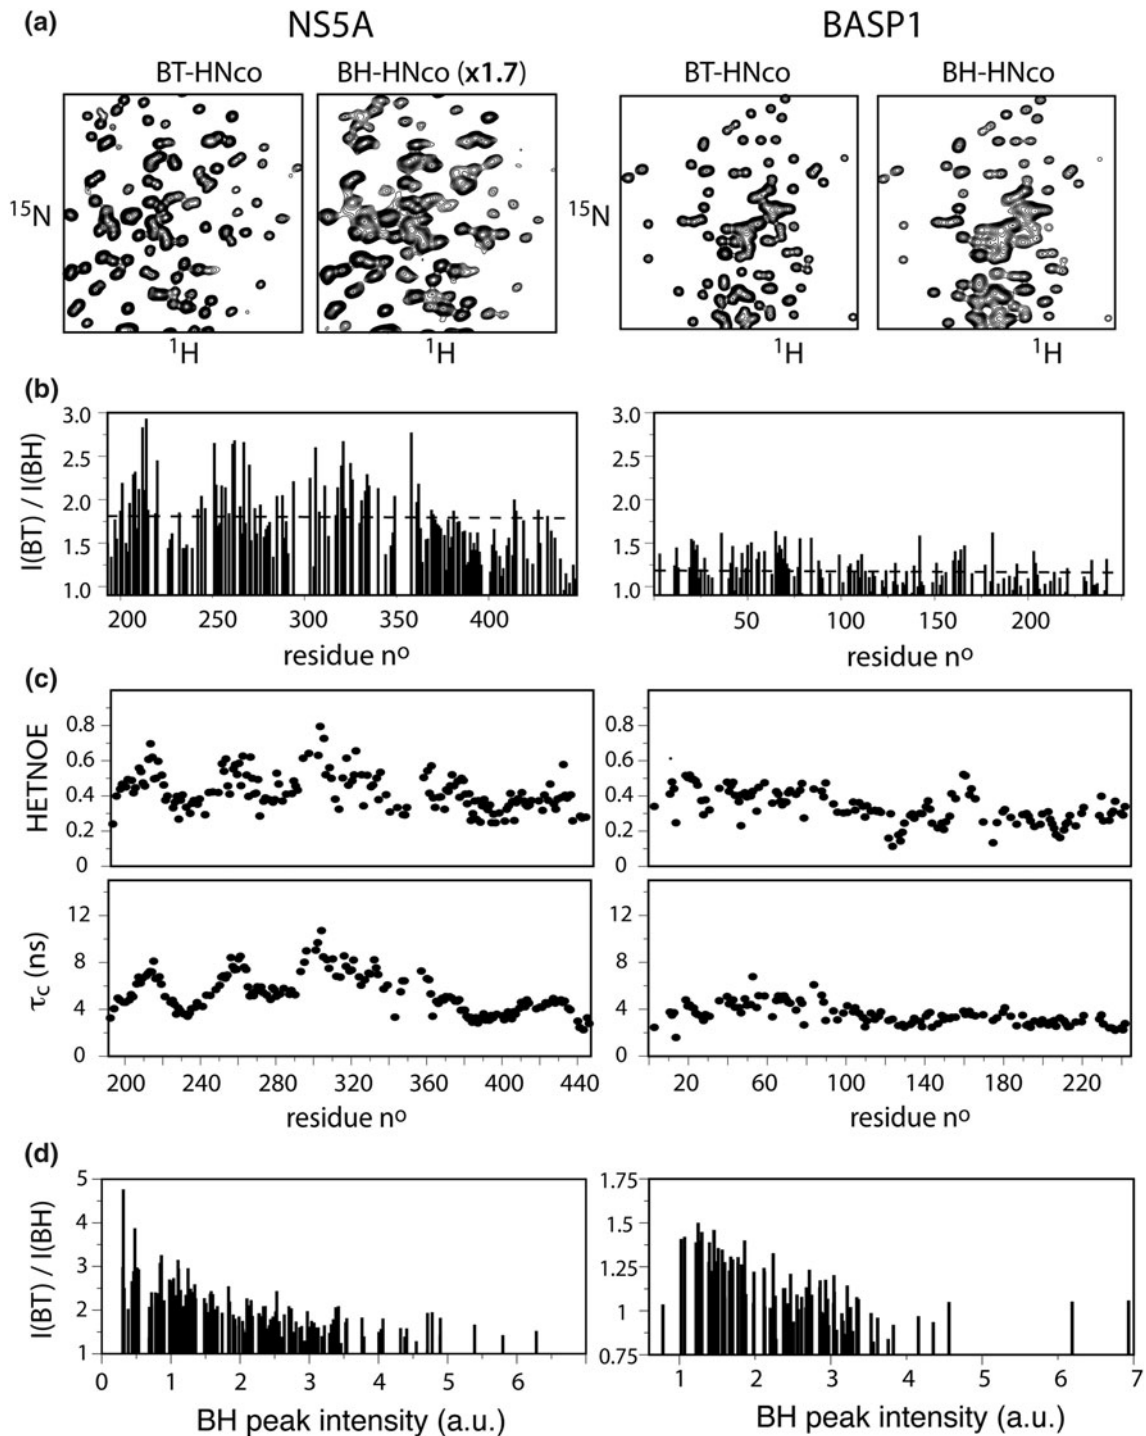 (a)
NS5A
BASP1
BT-HNco
BH-HNco (x1.7)
BT-HNco
BH-HNco
15N
15N
1H
1H
1H
1H
(b)
I(BT) / I(BH)
3.0
2.5
2.0
1.5
1.0
200
250
300
350
400
residue nº
3.0
2.5
2.0
1.5
1.0
50
100
150
200
residue nº
(c)
HETNOE
0.8
0.6
0.4
0.2
0
0.8
0.6
0.4
0.2
0
τc (ns)
12
8
4
0
200
240
280
320
360
400
440
residue nº
12
8
4
0
20
60
100
140
180
220
residue nº
(d)
I(BT) / I(BH)
5
4
3
2
1
0
1
2
3
4
5
6
BH peak intensity (a.u.)
1.75
1.5
1.25
1
0.75
1
2
3
4
5
6
7
BH peak intensity (a.u.)